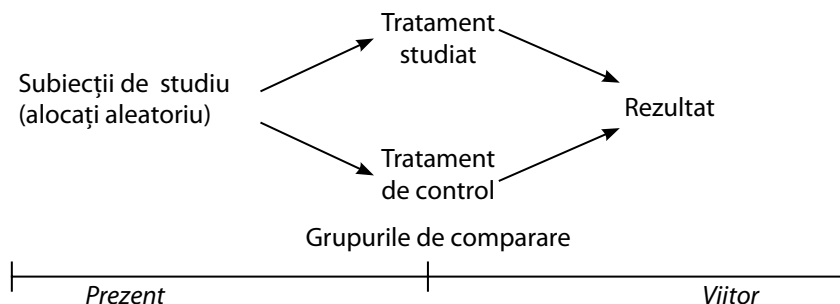 Tratament
studiat
Subiecții de studiu
(alocați aleatoriu)
Rezultat
Tratament
de control
Grupurile de comparare
Prezent
Viitor